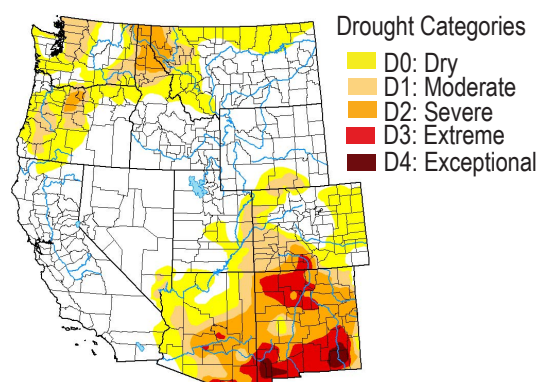 Drought Categories
D0: Dry
D1: Moderate
D2: Severe
D3: Extreme
D4: Exceptional